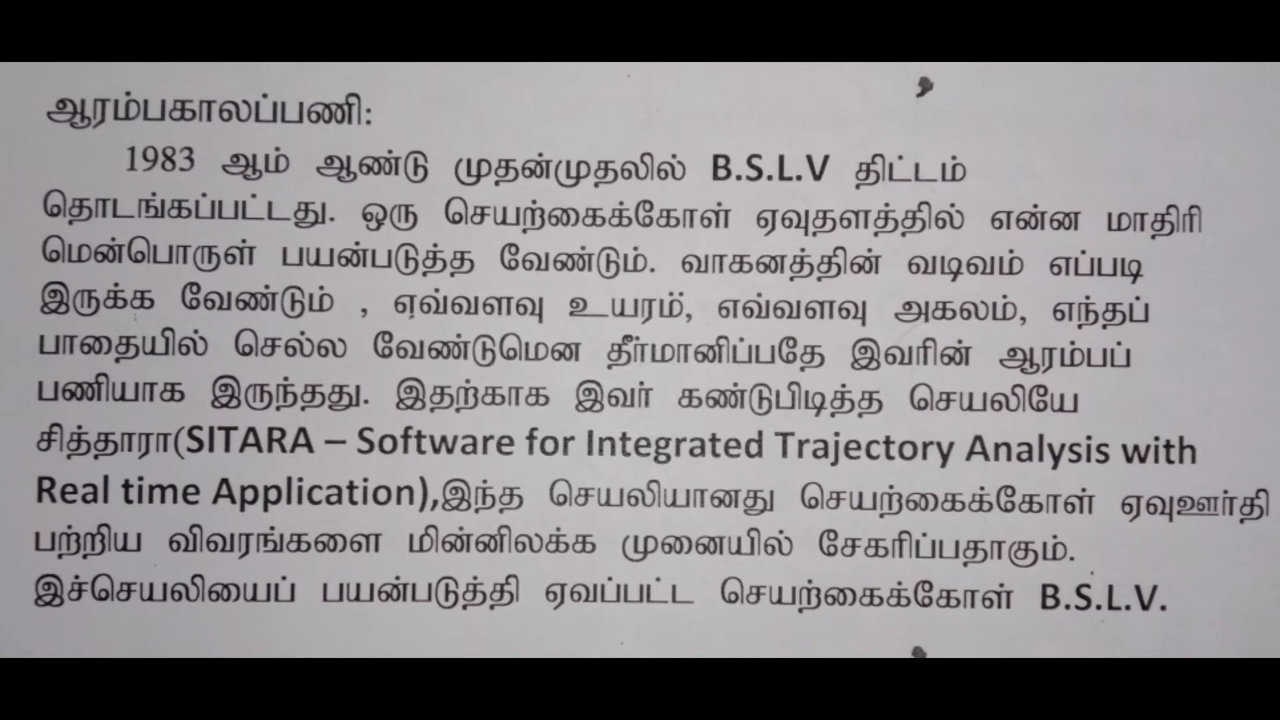 ஆரம்பகாலப்பணி:
1983 ஆம் ஆண்டு முதன்முதலில் B.S.L.V திட்டம்
தொடங்கப்பட்டது. ஒரு செயற்கைக்கோள் ஏவுதளத்தில் என்ன மாதிரி
மென்பொருள் பயன்படுத்த வேண்டும். வாகனத்தின் வடிவம் எப்படி
இருக்க வேண்டும் , ஏவ்வளவு உயரம், எவ்வளவு அகலம், எந்தப்
பாதையில் செல்ல வேண்டுமென தீர்மானிப்பதே இவரின் ஆரம்பப்
பணியாக இருந்தது. இதற்காக இவர் கண்டுபிடித்த செயலியே
சித்தாரா(SITARA – Software for Integrated Trajectory Analysis with
Real time Application),இந்த செயலியானது செயற்கைக்கோள் ஏவுஊர்தி
பற்றிய விவரங்களை மின்னிலக்க முனையில் சேகரிப்பதாகும்.
இச்செயலியைப் பயன்படுத்தி ஏவப்பட்ட செயற்கைக்கோள் B.S.L.V.